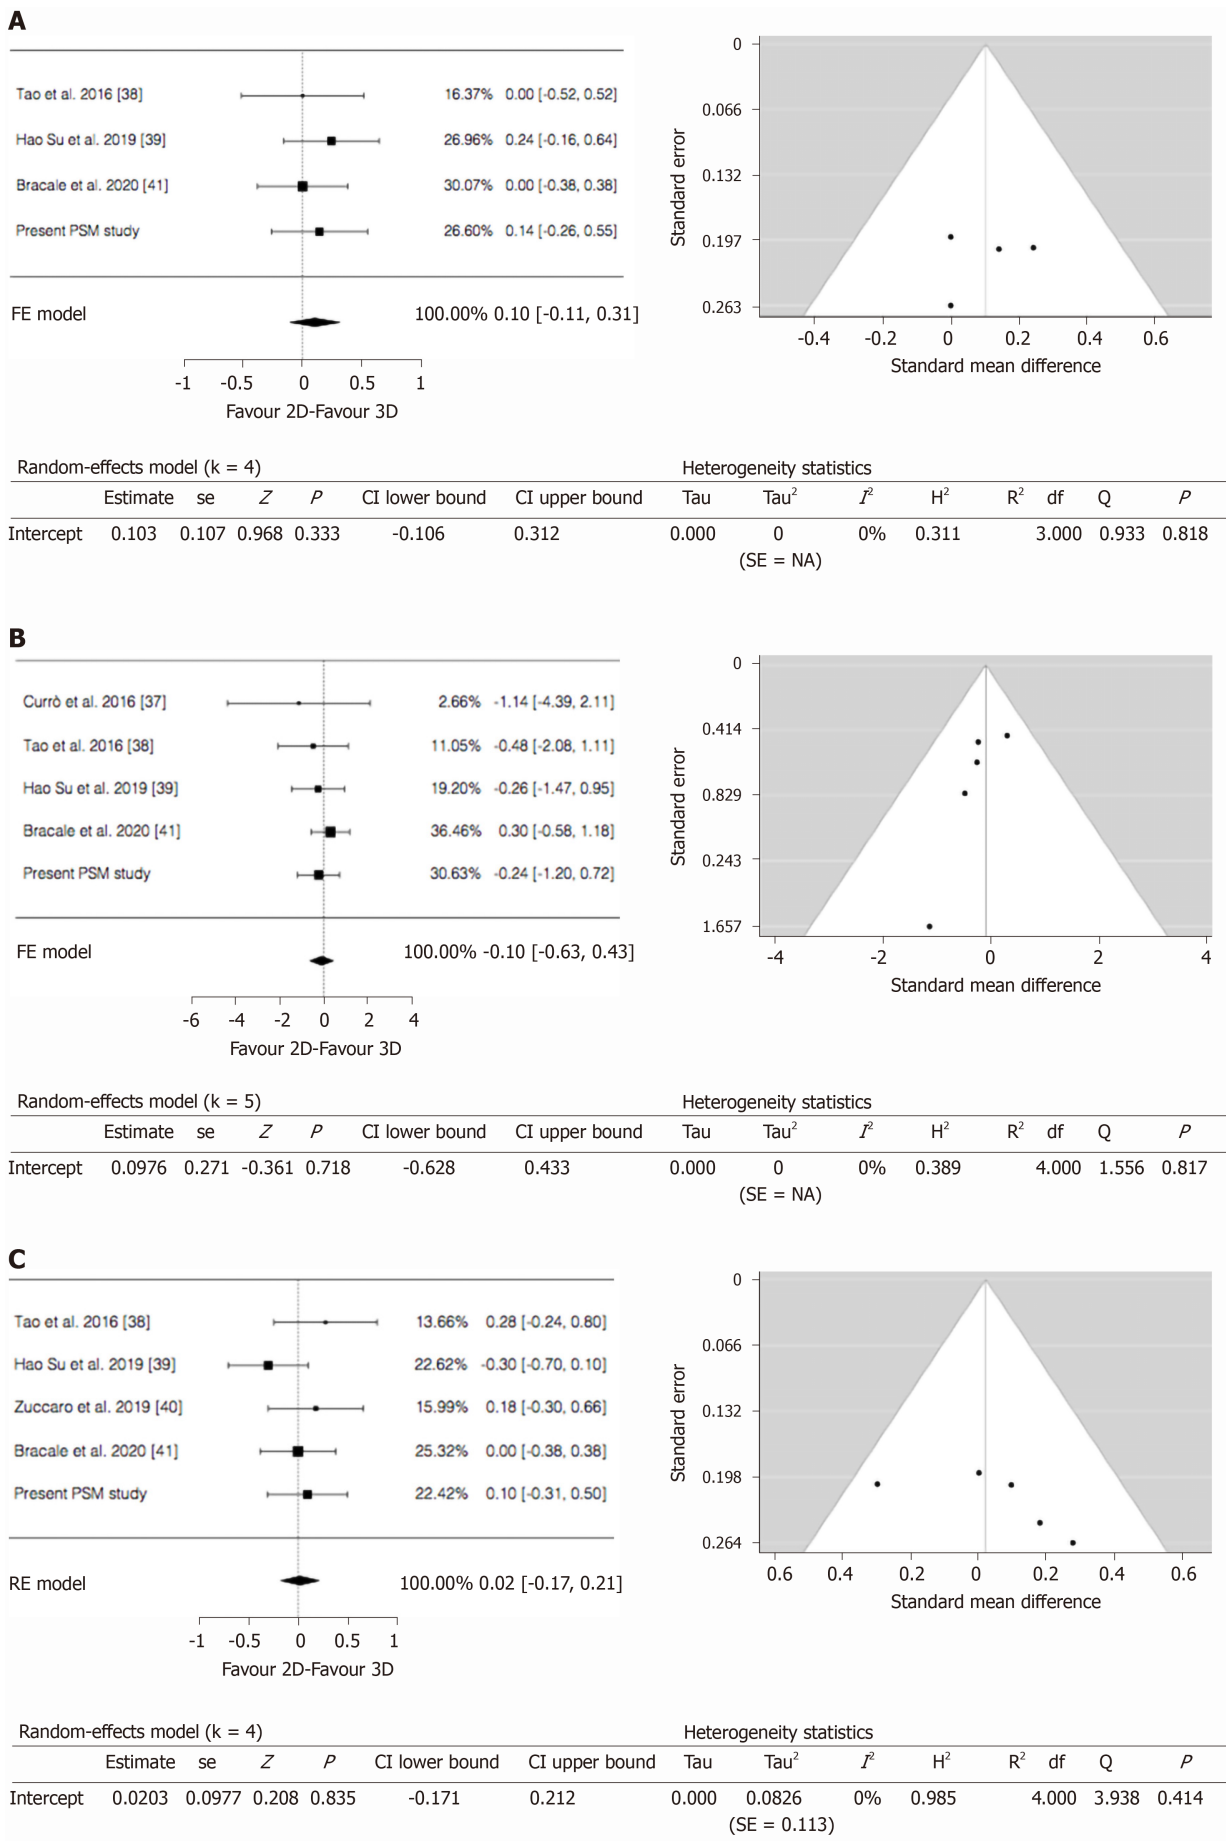 A
Tao et al. 2016 [38] 16.37% 0.00 [-0.52, 0.52]
Hao Su et al. 2019 [39] 26.96% 0.24 [-0.16, 0.64]
Bracale et al. 2020 [41] 30.07% 0.00 [-0.38, 0.38]
Present PSM study 26.60% 0.14 [-0.26, 0.55]
FE model 100.00% 0.10 [-0.11, 0.31]
-1 -0.5 0 0.5 1
Favour 2D-Favour 3D
Standard error
0
0.066
0.132
0.197
0.263
-0.4 -0.2 0 0.2 0.4 0.6
Standard mean difference
Random-effects model (k = 4) Heterogeneity statistics
Estimate se Z P CI lower bound CI upper bound Tau Tau² I² H² R² df Q P
Intercept 0.103 0.107 0.968 0.333 -0.106 0.312 0.000 0 0% 0.311 3.000 0.933 0.818
(SE = NA)
B
Currò et al. 2016 [37] 2.66% -1.14 [-4.39, 2.11]
Tao et al. 2016 [38] 11.05% -0.48 [-2.08, 1.11]
Hao Su et al. 2019 [39] 19.20% -0.26 [-1.47, 0.95]
Bracale et al. 2020 [41] 36.46% 0.30 [-0.58, 1.18]
Present PSM study 30.63% -0.24 [-1.20, 0.72]
FE model 100.00% -0.10 [-0.63, 0.43]
-6 -4 -2 0 2 4
Favour 2D-Favour 3D
Standard error
0
0.414
0.829
0.243
1.657
-4 -2 0 2 4
Standard mean difference
Random-effects model (k = 5) Heterogeneity statistics
Estimate se Z P CI lower bound CI upper bound Tau Tau² I² H² R² df Q P
Intercept 0.0976 0.271 -0.361 0.718 -0.628 0.433 0.000 0 0% 0.389 4.000 1.556 0.817
(SE = NA)
C
Tao et al. 2016 [38] 13.66% 0.28 [-0.24, 0.80]
Hao Su et al. 2019 [39] 22.62% -0.30 [-0.70, 0.10]
Zuccaro et al. 2019 [40] 15.99% 0.18 [-0.30, 0.66]
Bracale et al. 2020 [41] 25.32% 0.00 [-0.38, 0.38]
Present PSM study 22.42% 0.10 [-0.31, 0.50]
RE model 100.00% 0.02 [-0.17, 0.21]
-1 -0.5 0 0.5 1
Favour 2D-Favour 3D
Standard error
0
0.066
0.132
0.198
0.264
0.6 0.4 0.2 0 0.2 0.4 0.6
Standard mean difference
Random-effects model (k = 4) Heterogeneity statistics
Estimate se Z P CI lower bound CI upper bound Tau Tau² I² H² R² df Q P
Intercept 0.0203 0.0977 0.208 0.835 -0.171 0.212 0.000 0.0826 0% 0.985 4.000 3.938 0.414
(SE = 0.113)